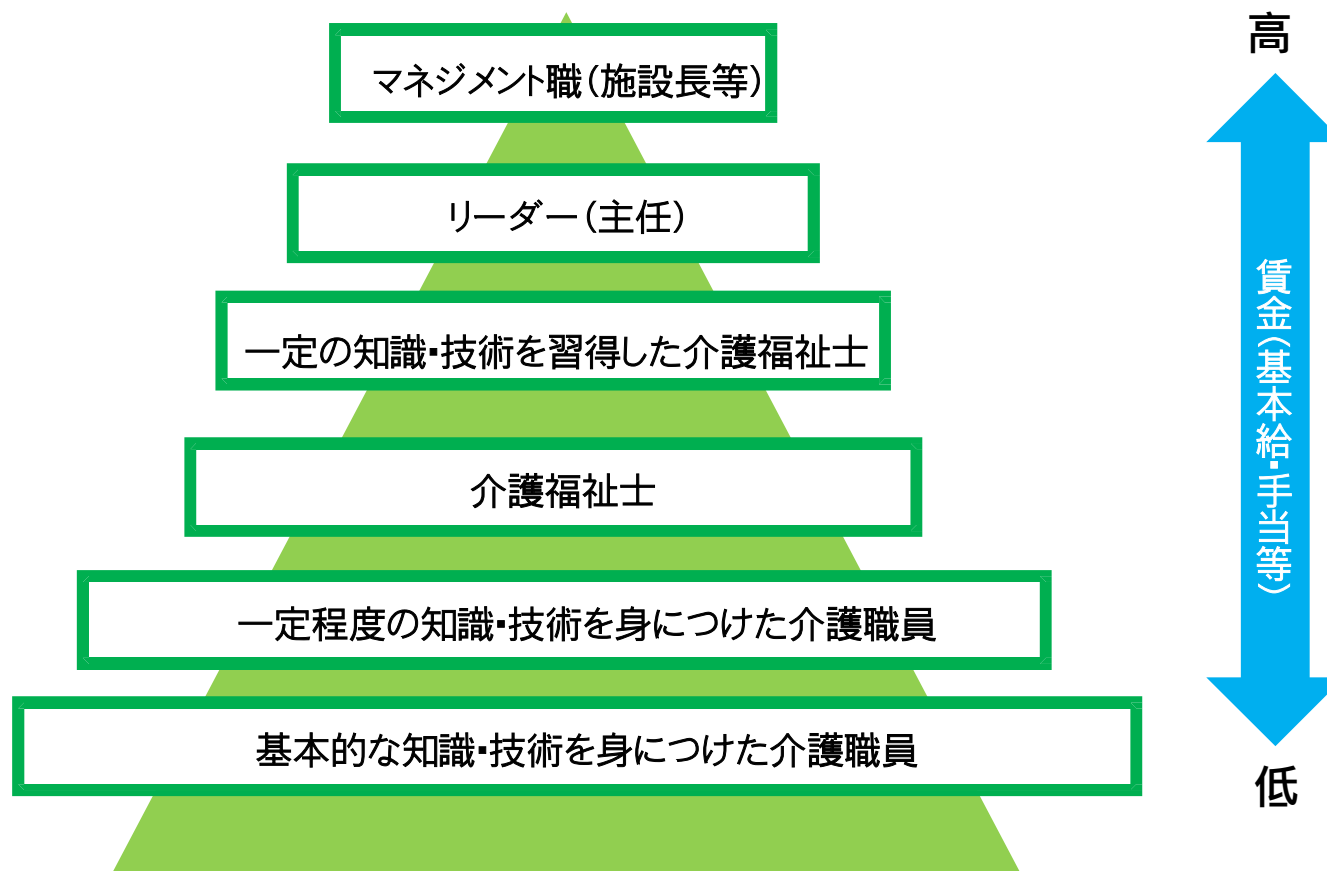 マネジメント職（施設長等）
リーダー（主任）
一定の知識・技術を習得した介護福祉士
介護福祉士
一定程度の知識・技術を身につけた介護職員
基本的な知識・技術を身につけた介護職員
高
賃金（基本給・手当等）
低